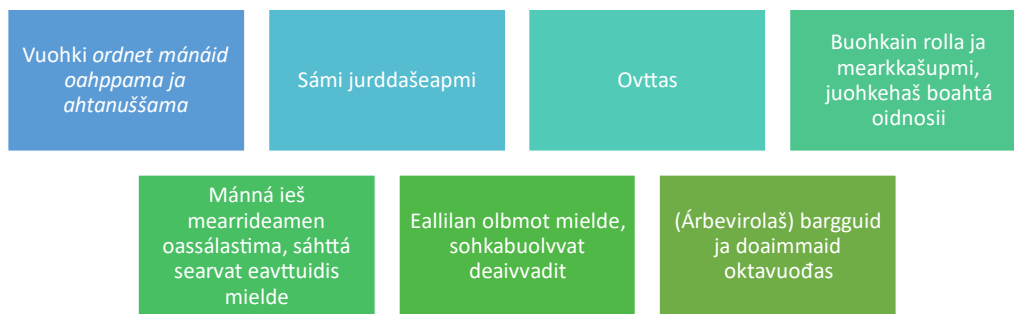 Vuohki ordnet mánáid
oahppama ja
ahtanuššama
Sámi jurddašeapmi
Ovttas
Buohkain rolla ja
mearkkašupmi,
juohkehaš boahtá
oidnosii
Mánná ieš
mearrideamen
oassálastima, sáhttá
searvat eavttuidis
mielde
Eallilan olbmot mielde,
sohkabuolvvat
deaivvadit
(Árbevirolaš) bargguid
ja doaimmaid
oktavuođas